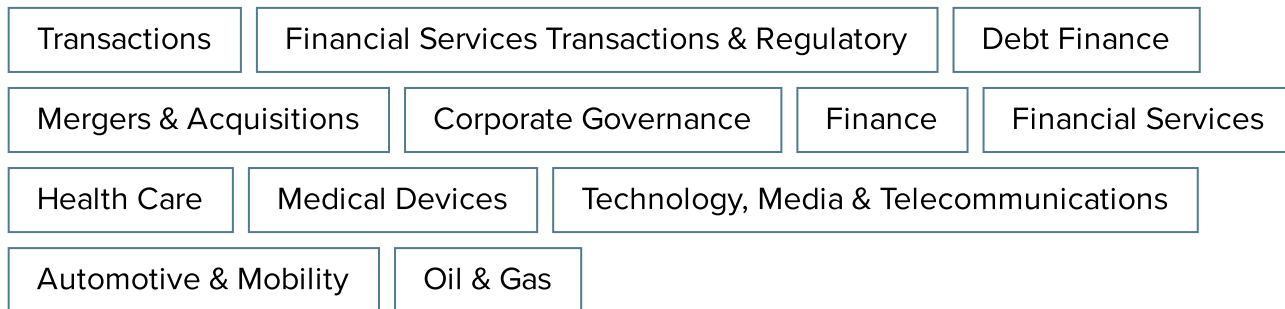 Transactions Financial Services Transactions & Regulatory Debt Finance
Mergers & Acquisitions Corporate Governance Finance Financial Services
Health Care Medical Devices Technology, Media & Telecommunications
Automotive & Mobility Oil & Gas